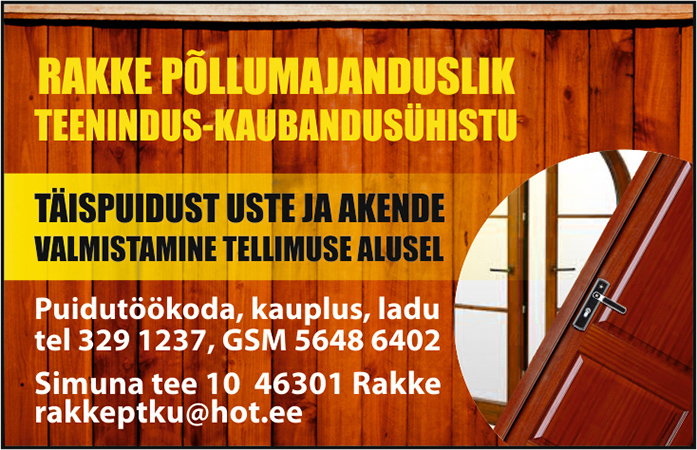 RAKKE PÕLLUMAJANDUSLIK
TEENINDUS-KAUBANDUSÜHISTU
TÄISPUIDUST USTE JA AKENDE
VALMISTAMINE TELLIMUSE ALUSEL
Puidutöökoda, kauplus, ladu
tel 329 1237, GSM 5648 6402
Simuna tee 10 46301 Rakke
rakkeptku@hot.ee